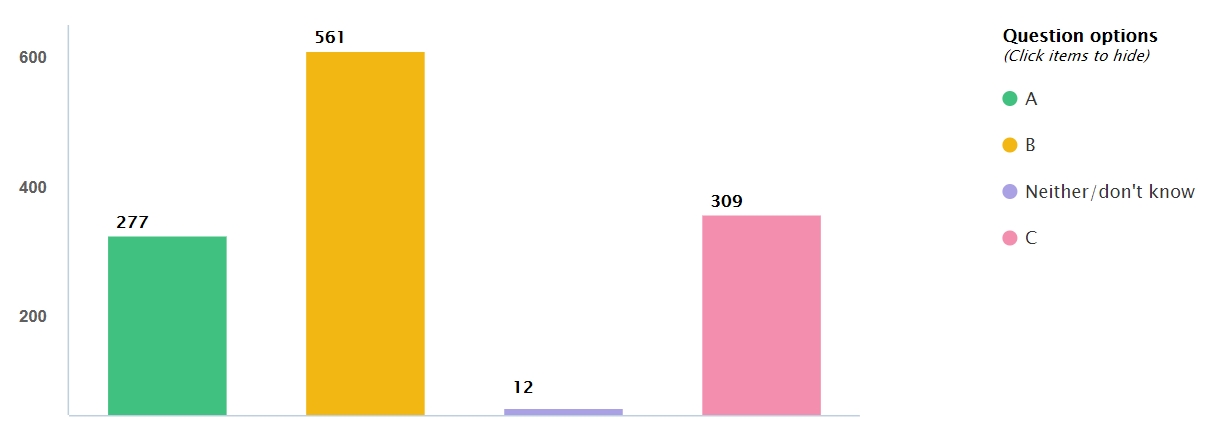 600
400
200
277
561
12
309
Question options
(Click items to hide)
A
B
Neither/don't know
C